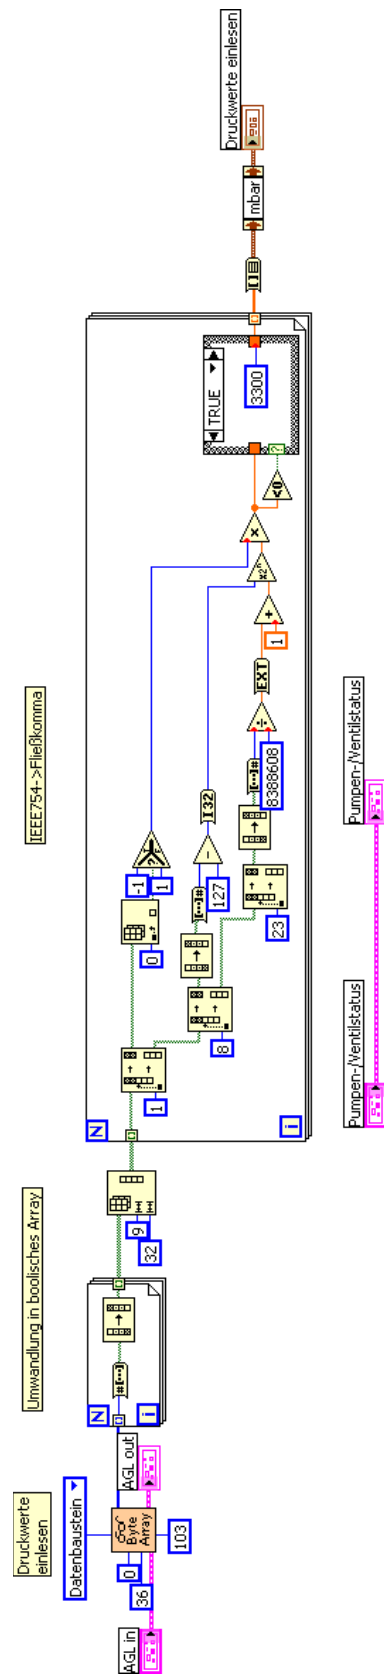 Druckwerte
einlesen
Datenbaustein
0
36
Byte
Array
103
AGL in
AGL out
Umwandlung in boolisches Array
N
i
#[...]
9
32
IEEE754->Fließkomma
N
i
1
0
-1
1
8
127
-
I32
23
[...]#
[...]#
8388608
÷
EXT
1
+
x2ⁿ
x
<0
?
TRUE
3300
mbar
Druckwerte einlesen
Pumpen-/Ventilstatus
Pumpen-/Ventilstatus